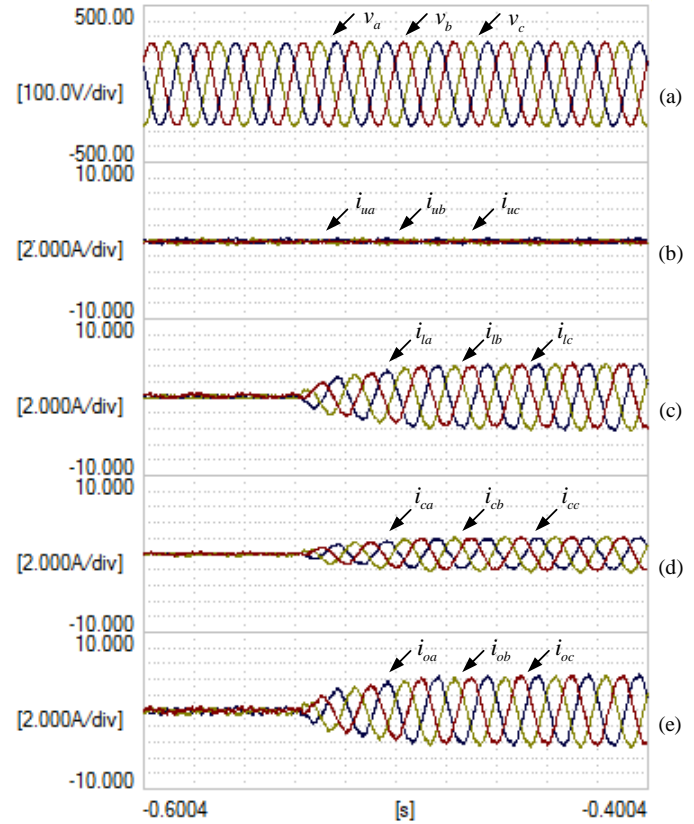 500.00
v_a v_b v_c
[100.0V/div]
(a)
-500.00
10.000
i_ua i_ub i_uc
[2.000A/div]
(b)
-10.000
10.000
i_la i_lb i_lc
[2.000A/div]
(c)
-10.000
10.000
i_ca i_cb i_cc
[2.000A/div]
(d)
-10.000
10.000
i_oa i_ob i_oc
[2.000A/div]
(e)
-10.000
-0.6004 [s] -0.4004